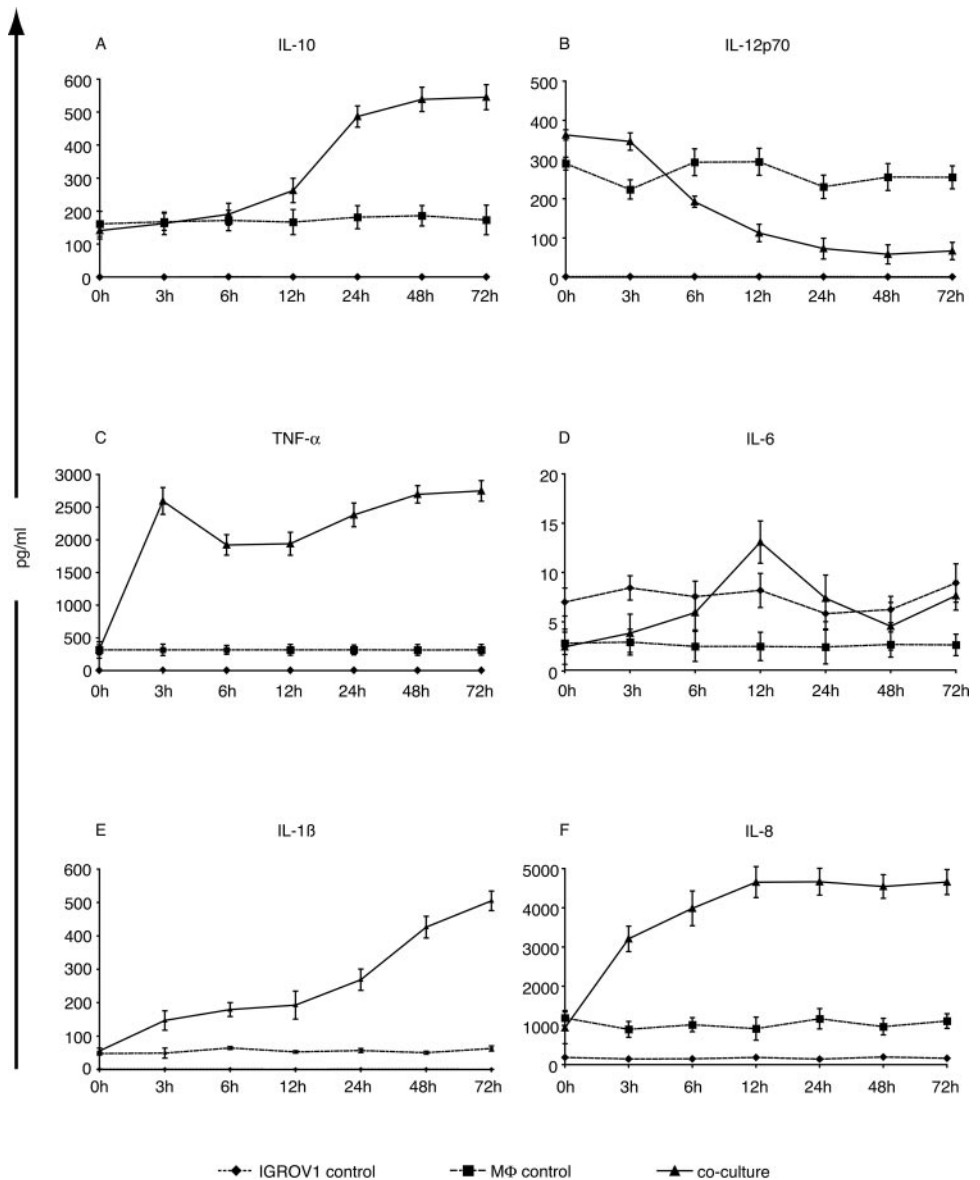 A IL-10
600
500
400
300
200
100
0
0h 3h 6h 12h 24h 48h 72h
B IL-12p70
500
400
300
200
100
0
0h 3h 6h 12h 24h 48h 72h
C TNF-α
3000
2500
2000
1500
1000
500
0
0h 3h 6h 12h 24h 48h 72h
D IL-6
20
15
10
5
0
0h 3h 6h 12h 24h 48h 72h
pg/ml
E IL-1ß
600
500
400
300
200
100
0
0h 3h 6h 12h 24h 48h 72h
F IL-8
5000
4000
3000
2000
1000
0
0h 3h 6h 12h 24h 48h 72h
IGROV1 control MΦ control co-culture